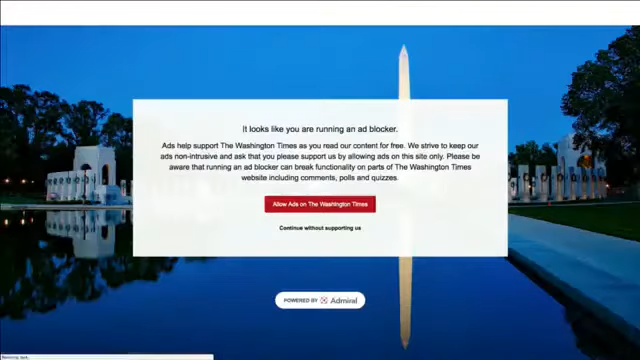 It looks like you are running an ad blocker.
Ads help support The Washington Times as you read our content for free. We strive to keep our
ads non-intrusive and ask that you please support us by allowing ads on this site only. Please be
aware that running an ad blocker can break functionality on parts of The Washington Times
website including comments, polls and quizzes.
Allow Ads on The Washington Times
Continue without supporting us
POWERED BY Admiral